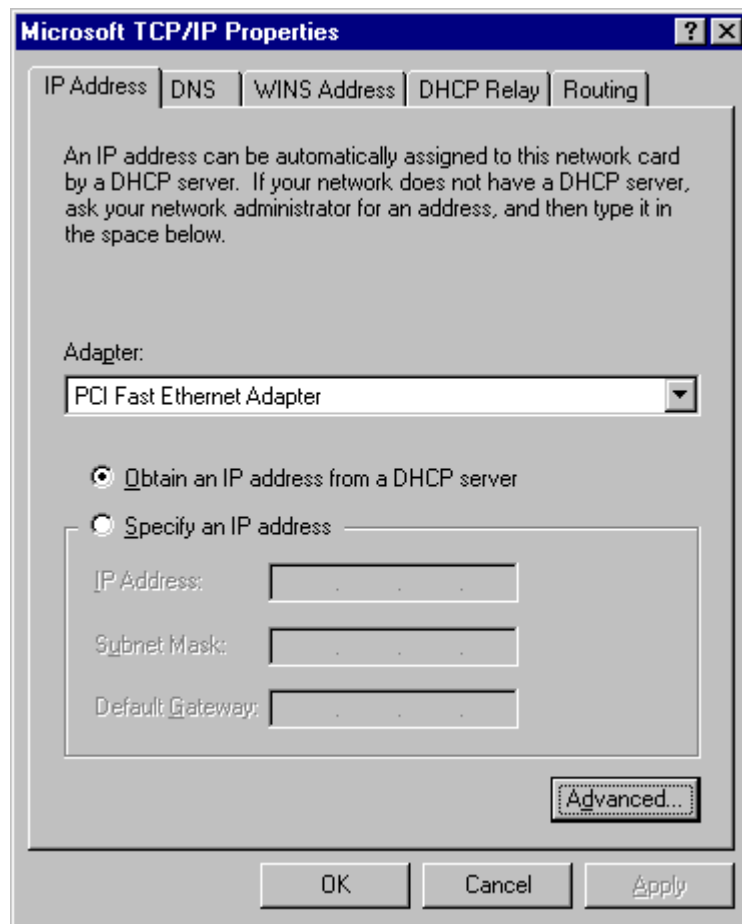 Microsoft TCP/IP Properties
IP Address
DNS
WINS Address
DHCP Relay
Routing
An IP address can be automatically assigned to this network card
by a DHCP server. If your network does not have a DHCP server,
ask your network administrator for an address, and then type it in
the space below.
Adapter:
PCI Fast Ethernet Adapter
Obtain an IP address from a DHCP server
Specify an IP address
IP Address:
Subnet Mask:
Default Gateway:
Advanced...
OK
Cancel
Apply